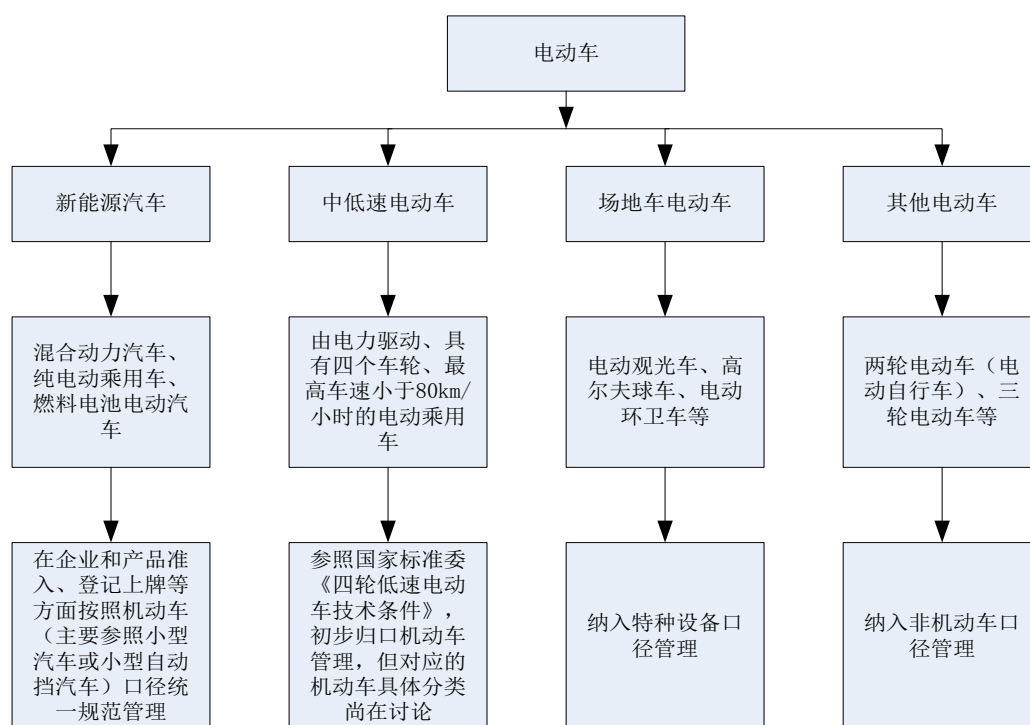 电动车
新能源汽车
中低速电动车
场地车电动车
其他电动车
混合动力汽车、
纯电动乘用车、
燃料电池电动汽
车
由电力驱动、具
有四个车轮、最
高车速小于80km/
小时的电动乘用
车
电动观光车、高
尔夫球车、电动
环卫车等
两轮电动车（电
动自行车）、三
轮电动车等
在企业和产品准
入、登记上牌等
方面按照机动车
（主要参照小型
汽车或小型自动
挡汽车）口径统
一规范管理
参照国家标准委
《四轮低速电动
车技术条件》，
初步归口机动车
管理，但对应的
机动车具体分类
尚在讨论
纳入特种设备口
径管理
纳入非机动车口
径管理